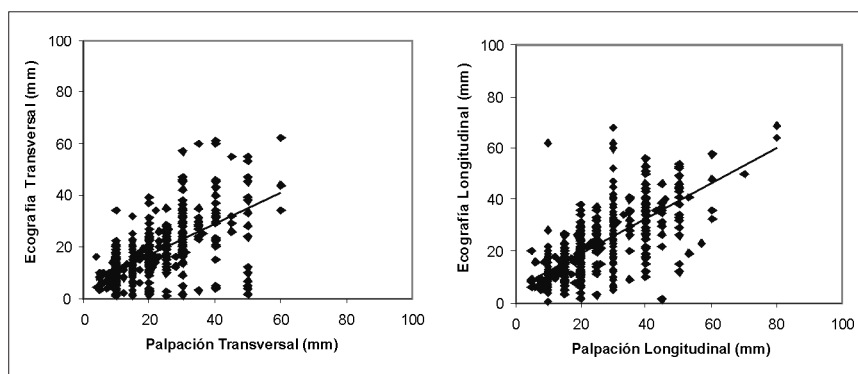 100
80
60
40
20
0
Ecografia Transversal (mm)
0 20 40 60 80 100
Palpación Transversal (mm)
100
80
60
40
20
0
Ecografía Longitudinal (mm)
0 20 40 60 80 100
Palpación Longitudinal (mm)